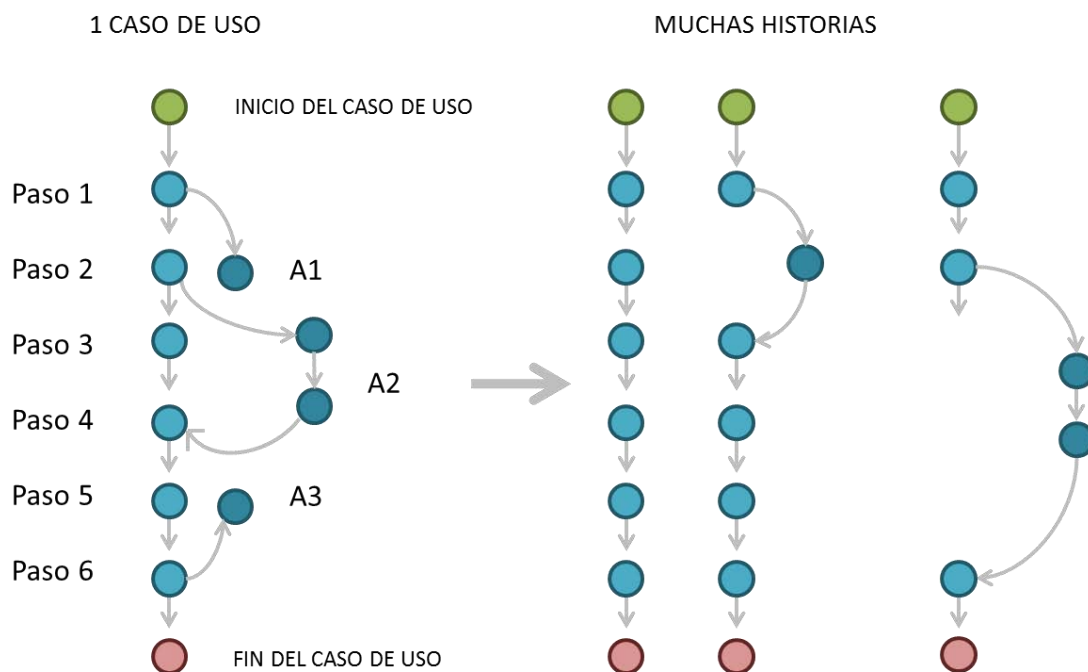 1 CASO DE USO
MUCHAS HISTORIAS
INICIO DEL CASO DE USO
Paso 1
Paso 2
A1
Paso 3
A2
Paso 4
Paso 5
A3
Paso 6
FIN DEL CASO DE USO